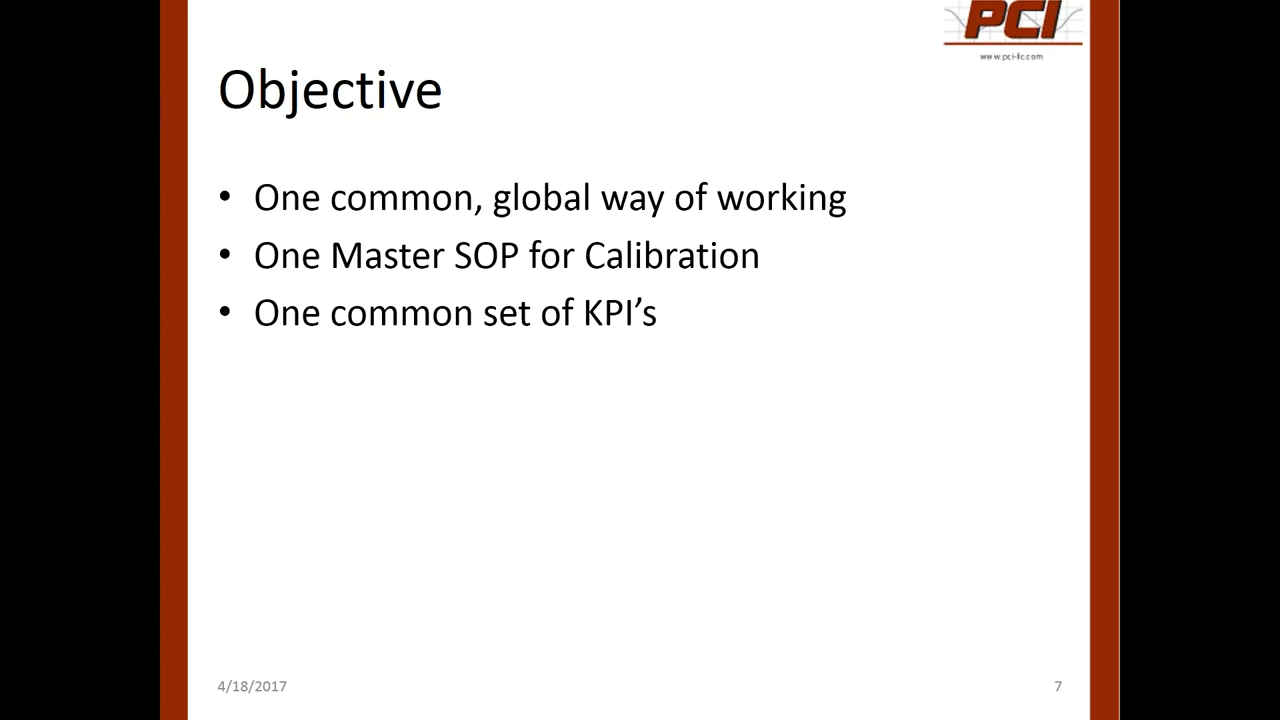 PCI
www.pci-llc.com
Objective
• One common, global way of working
• One Master SOP for Calibration
• One common set of KPI’s
4/18/2017
7